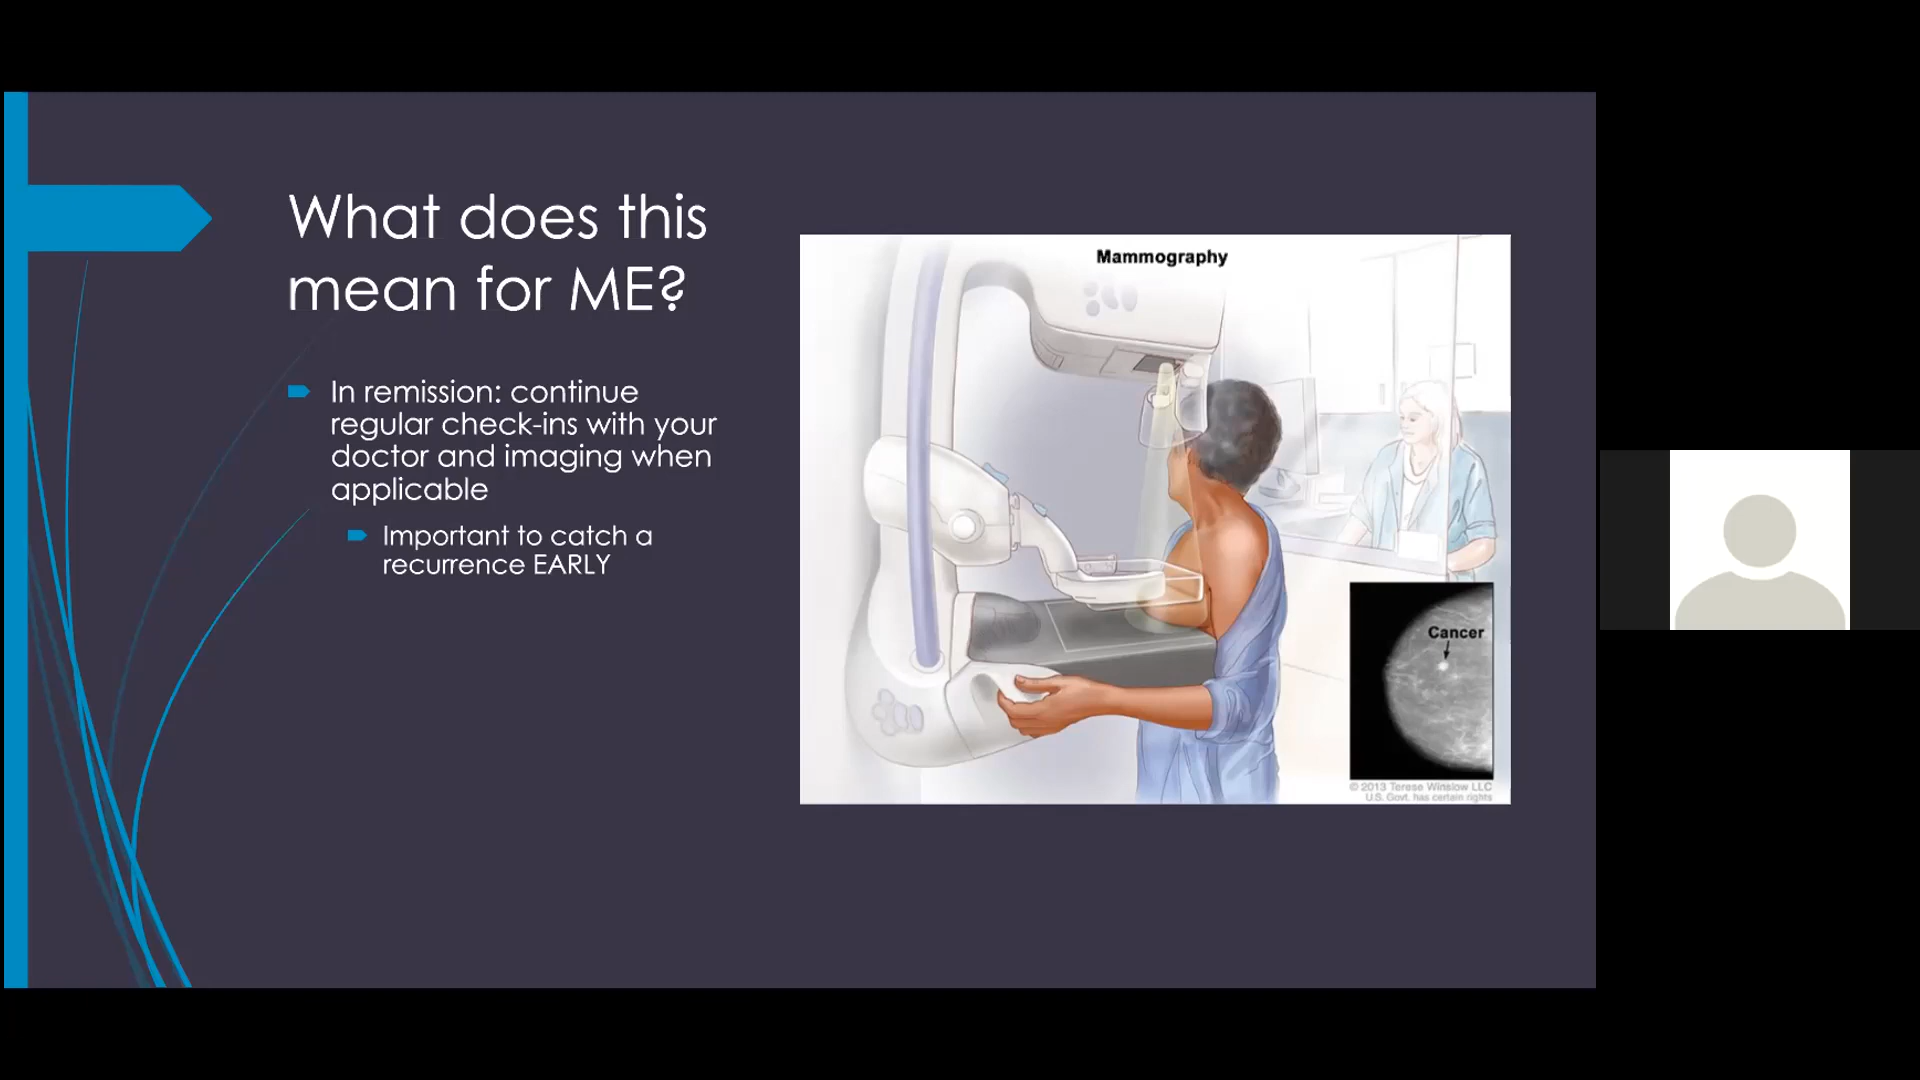 What does this
mean for ME?
In remission: continue
regular check-ins with your
doctor and imaging when
applicable
Important to catch a
recurrence EARLY
Mammography
Cancer
© 2013 Terese Winslow LLC
U.S. Govt. has certain rights